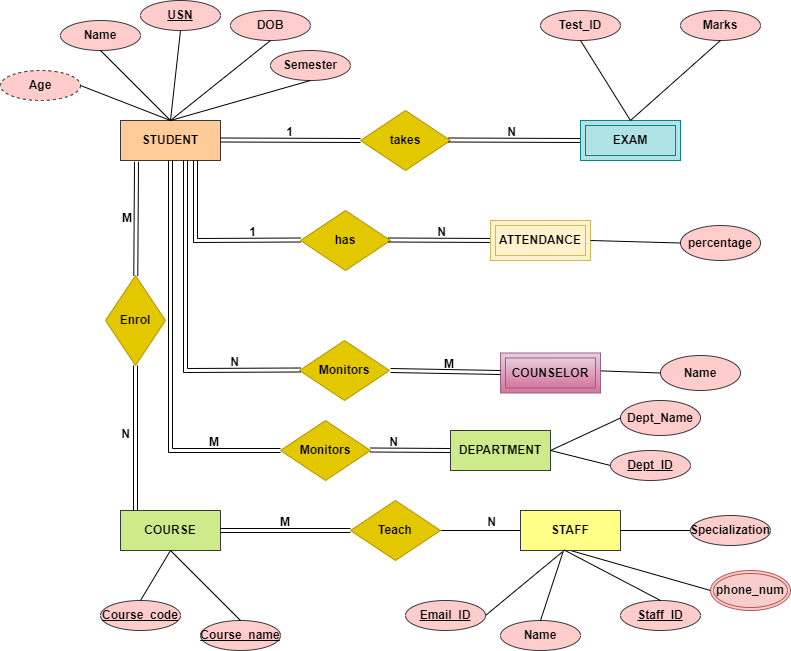 USN
Name
DOB
Test_ID
Marks
Semester
Age
STUDENT
1
takes
N
EXAM
M
1
has
N
ATTENDANCE
percentage
Enrol
N
Monitors
M
COUNSELOR
Name
Dept_Name
N
M
Monitors
N
DEPARTMENT
Dept_ID
COURSE
M
Teach
N
STAFF
Specialization
phone_num
Course_code
Email_ID
Staff_ID
Course_name
Name